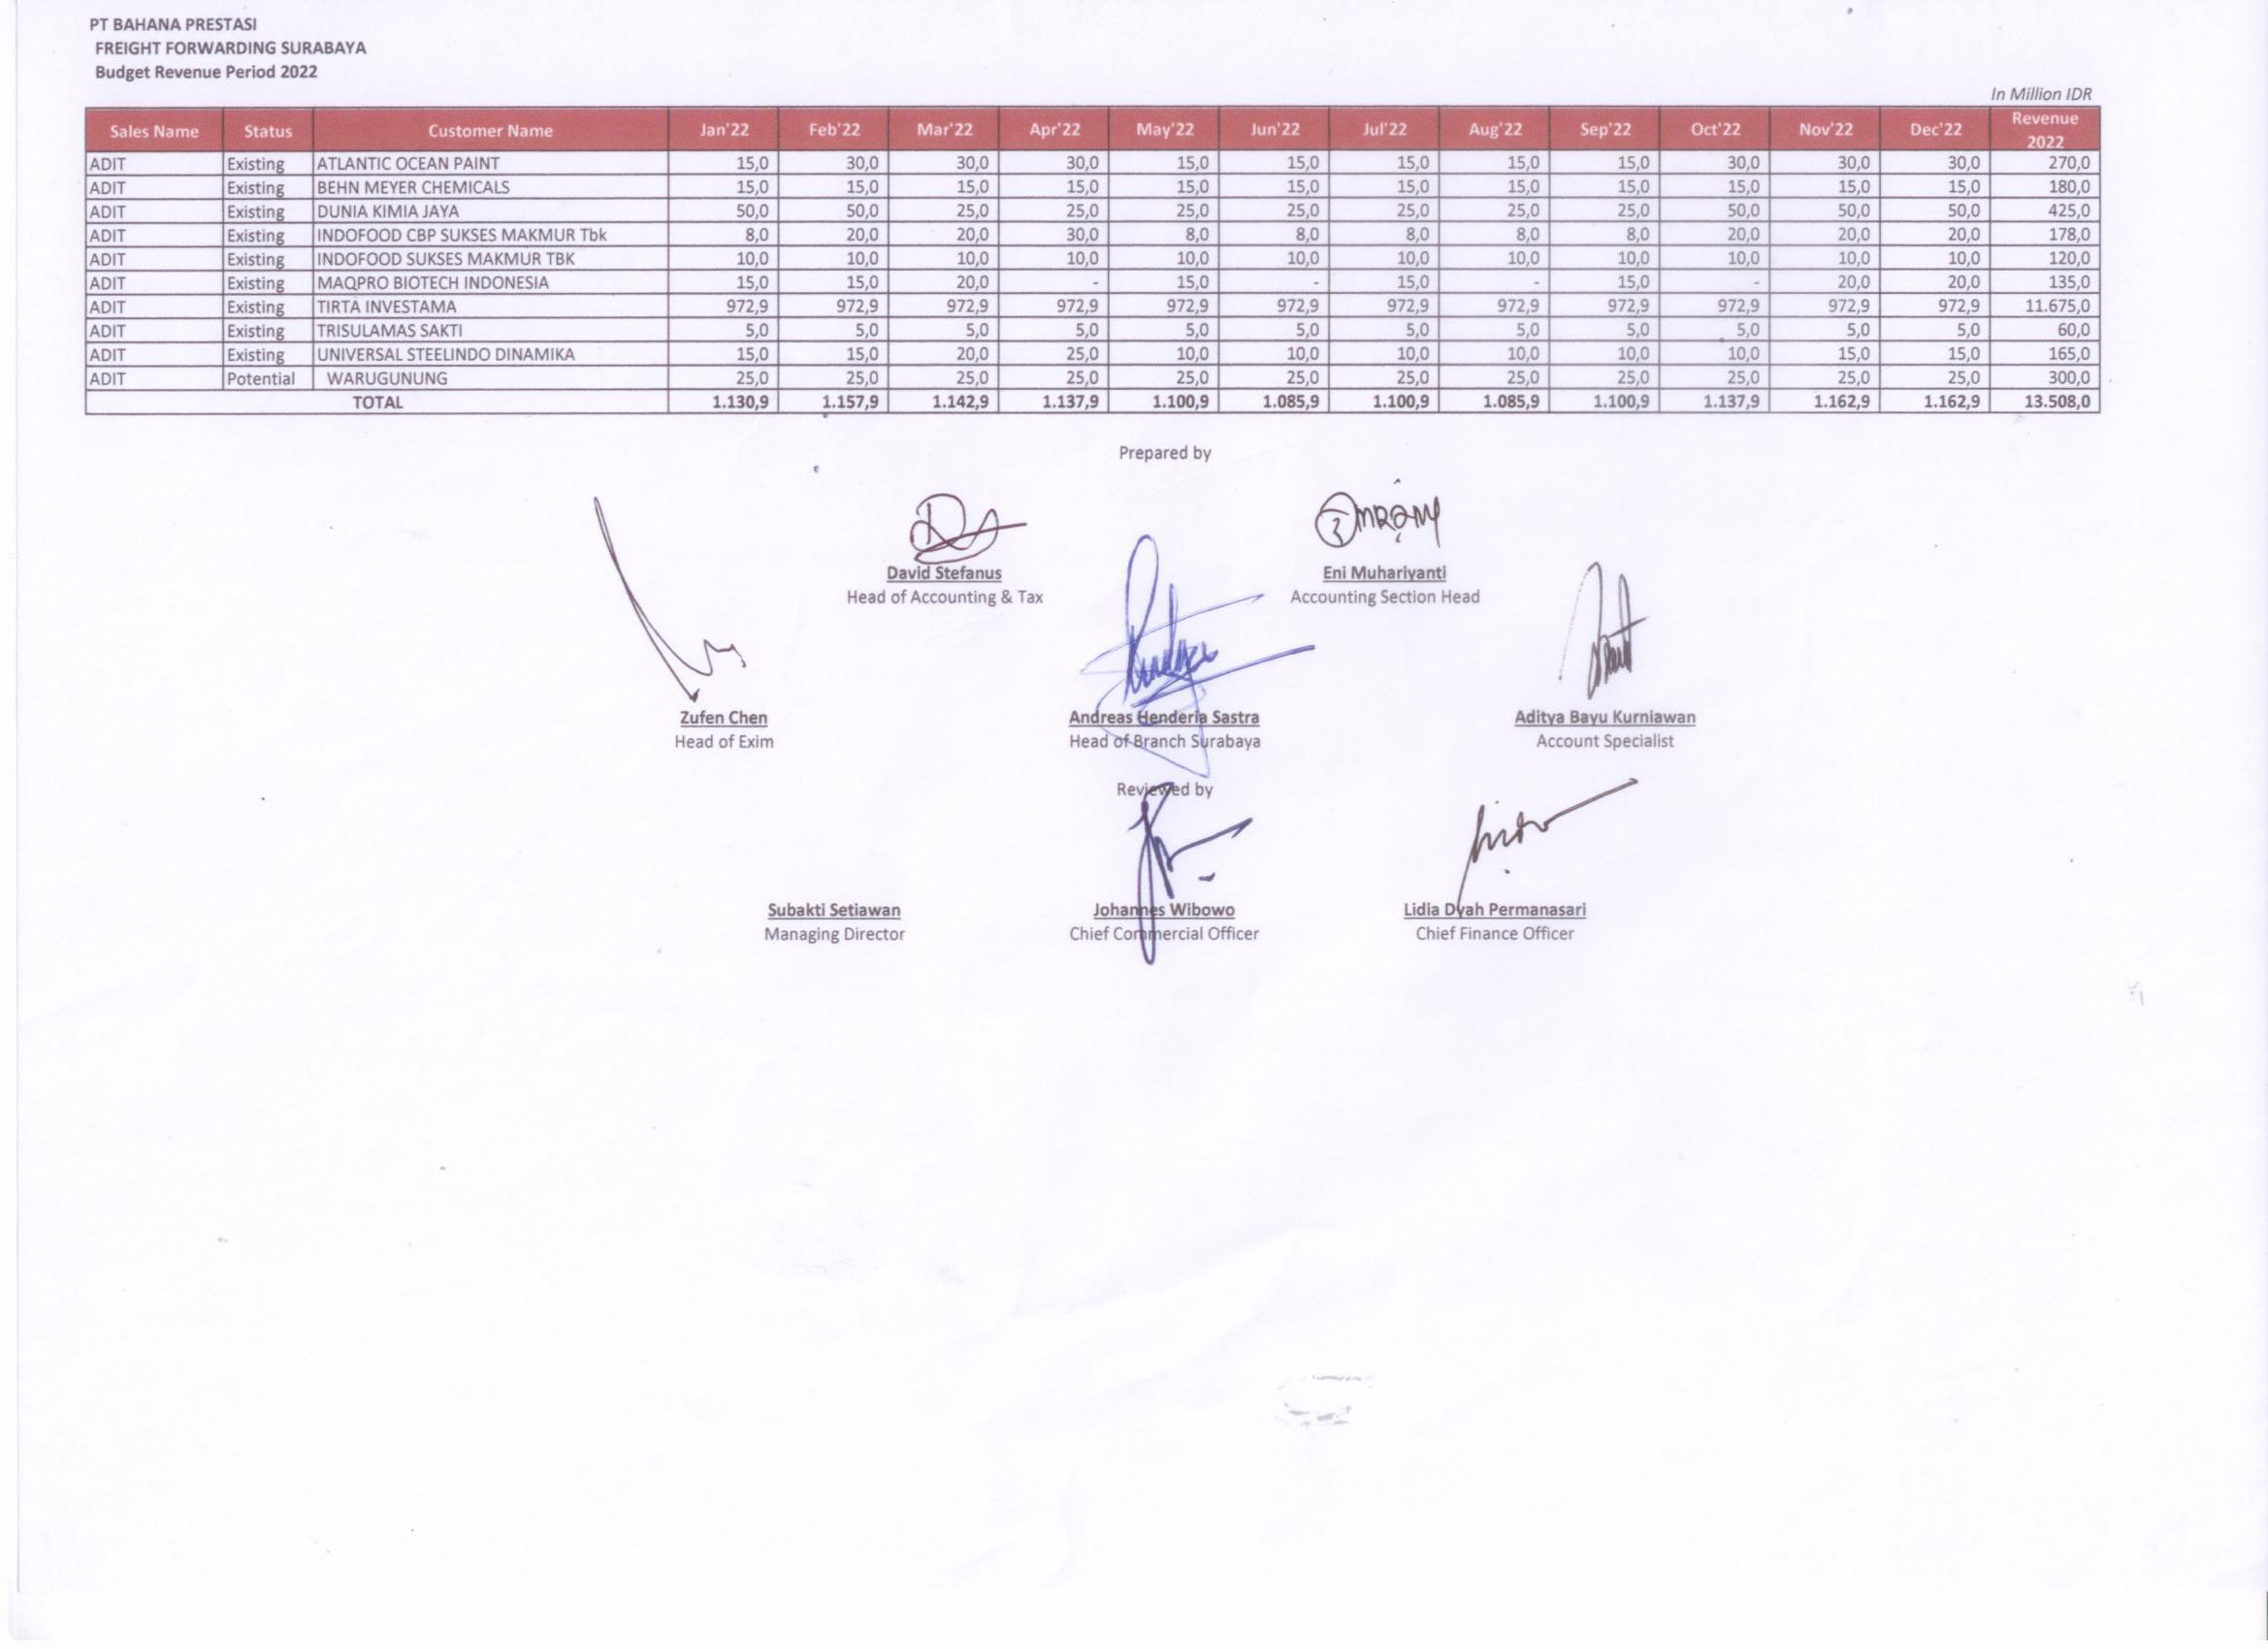 PT BAHANA PRESTASI
FREIGHT FORWARDING SURABAYA
Budget Revenue Period 2022
In Million IDR
Sales Name Status Customer Name Jan'22 Feb'22 Mar'22 Apr'22 May'22 Jun'22 Jul'22 Aug'22 Sep'22 Oct'22 Nov'22 Dec'22 Revenue 2022
ADIT Existing ATLANTIC OCEAN PAINT 15,0 30,0 30,0 30,0 15,0 15,0 15,0 15,0 15,0 30,0 30,0 30,0 270,0
ADIT Existing BEHN MEYER CHEMICALS 15,0 15,0 15,0 15,0 15,0 15,0 15,0 15,0 15,0 15,0 15,0 15,0 180,0
ADIT Existing DUNIA KIMIA JAYA 50,0 50,0 25,0 25,0 25,0 25,0 25,0 25,0 25,0 50,0 50,0 50,0 425,0
ADIT Existing INDOFOOD CBP SUKSES MAKMUR Tbk 8,0 20,0 20,0 30,0 8,0 8,0 8,0 8,0 8,0 20,0 20,0 20,0 178,0
ADIT Existing INDOFOOD SUKSES MAKMUR TBK 10,0 10,0 10,0 10,0 10,0 10,0 10,0 10,0 10,0 10,0 10,0 10,0 120,0
ADIT Existing MAQPRO BIOTECH INDONESIA 15,0 15,0 20,0 - 15,0 - 15,0 - 15,0 - 20,0 20,0 135,0
ADIT Existing TIRTA INVESTAMA 972,9 972,9 972,9 972,9 972,9 972,9 972,9 972,9 972,9 972,9 972,9 972,9 11.675,0
ADIT Existing TRISULAMAS SAKTI 5,0 5,0 5,0 5,0 5,0 5,0 5,0 5,0 5,0 5,0 5,0 5,0 60,0
ADIT Existing UNIVERSAL STEELINDO DINAMIKA 15,0 15,0 20,0 25,0 10,0 10,0 10,0 10,0 10,0 10,0 15,0 15,0 165,0
ADIT Potential WARUGUNUNG 25,0 25,0 25,0 25,0 25,0 25,0 25,0 25,0 25,0 25,0 25,0 25,0 300,0
TOTAL 1.130,9 1.157,9 1.142,9 1.137,9 1.100,9 1.085,9 1.100,9 1.085,9 1.100,9 1.137,9 1.162,9 1.162,9 13.508,0
Prepared by
David Stefanus Eni Muhariyanti
Head of Accounting & Tax Accounting Section Head
Zufen Chen Andreas Henderia Sastra Aditya Bayu Kurniawan
Head of Exim Head of Branch Surabaya Account Specialist
Reviewed by
Subakti Setiawan Johannes Wibowo Lidia Dyah Permanasari
Managing Director Chief Commercial Officer Chief Finance Officer